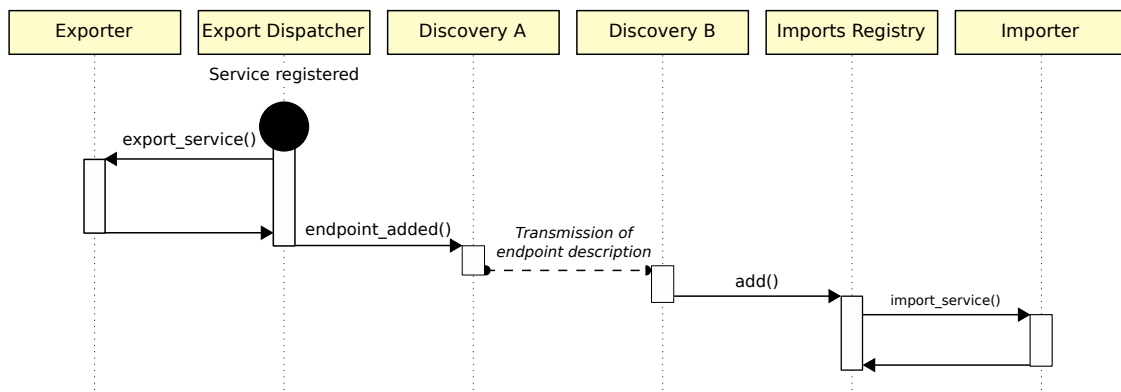 Exporter
Export Dispatcher
Discovery A
Discovery B
Imports Registry
Importer
Service registered
export_service()
endpoint_added()
Transmission of
endpoint description
add()
import_service()